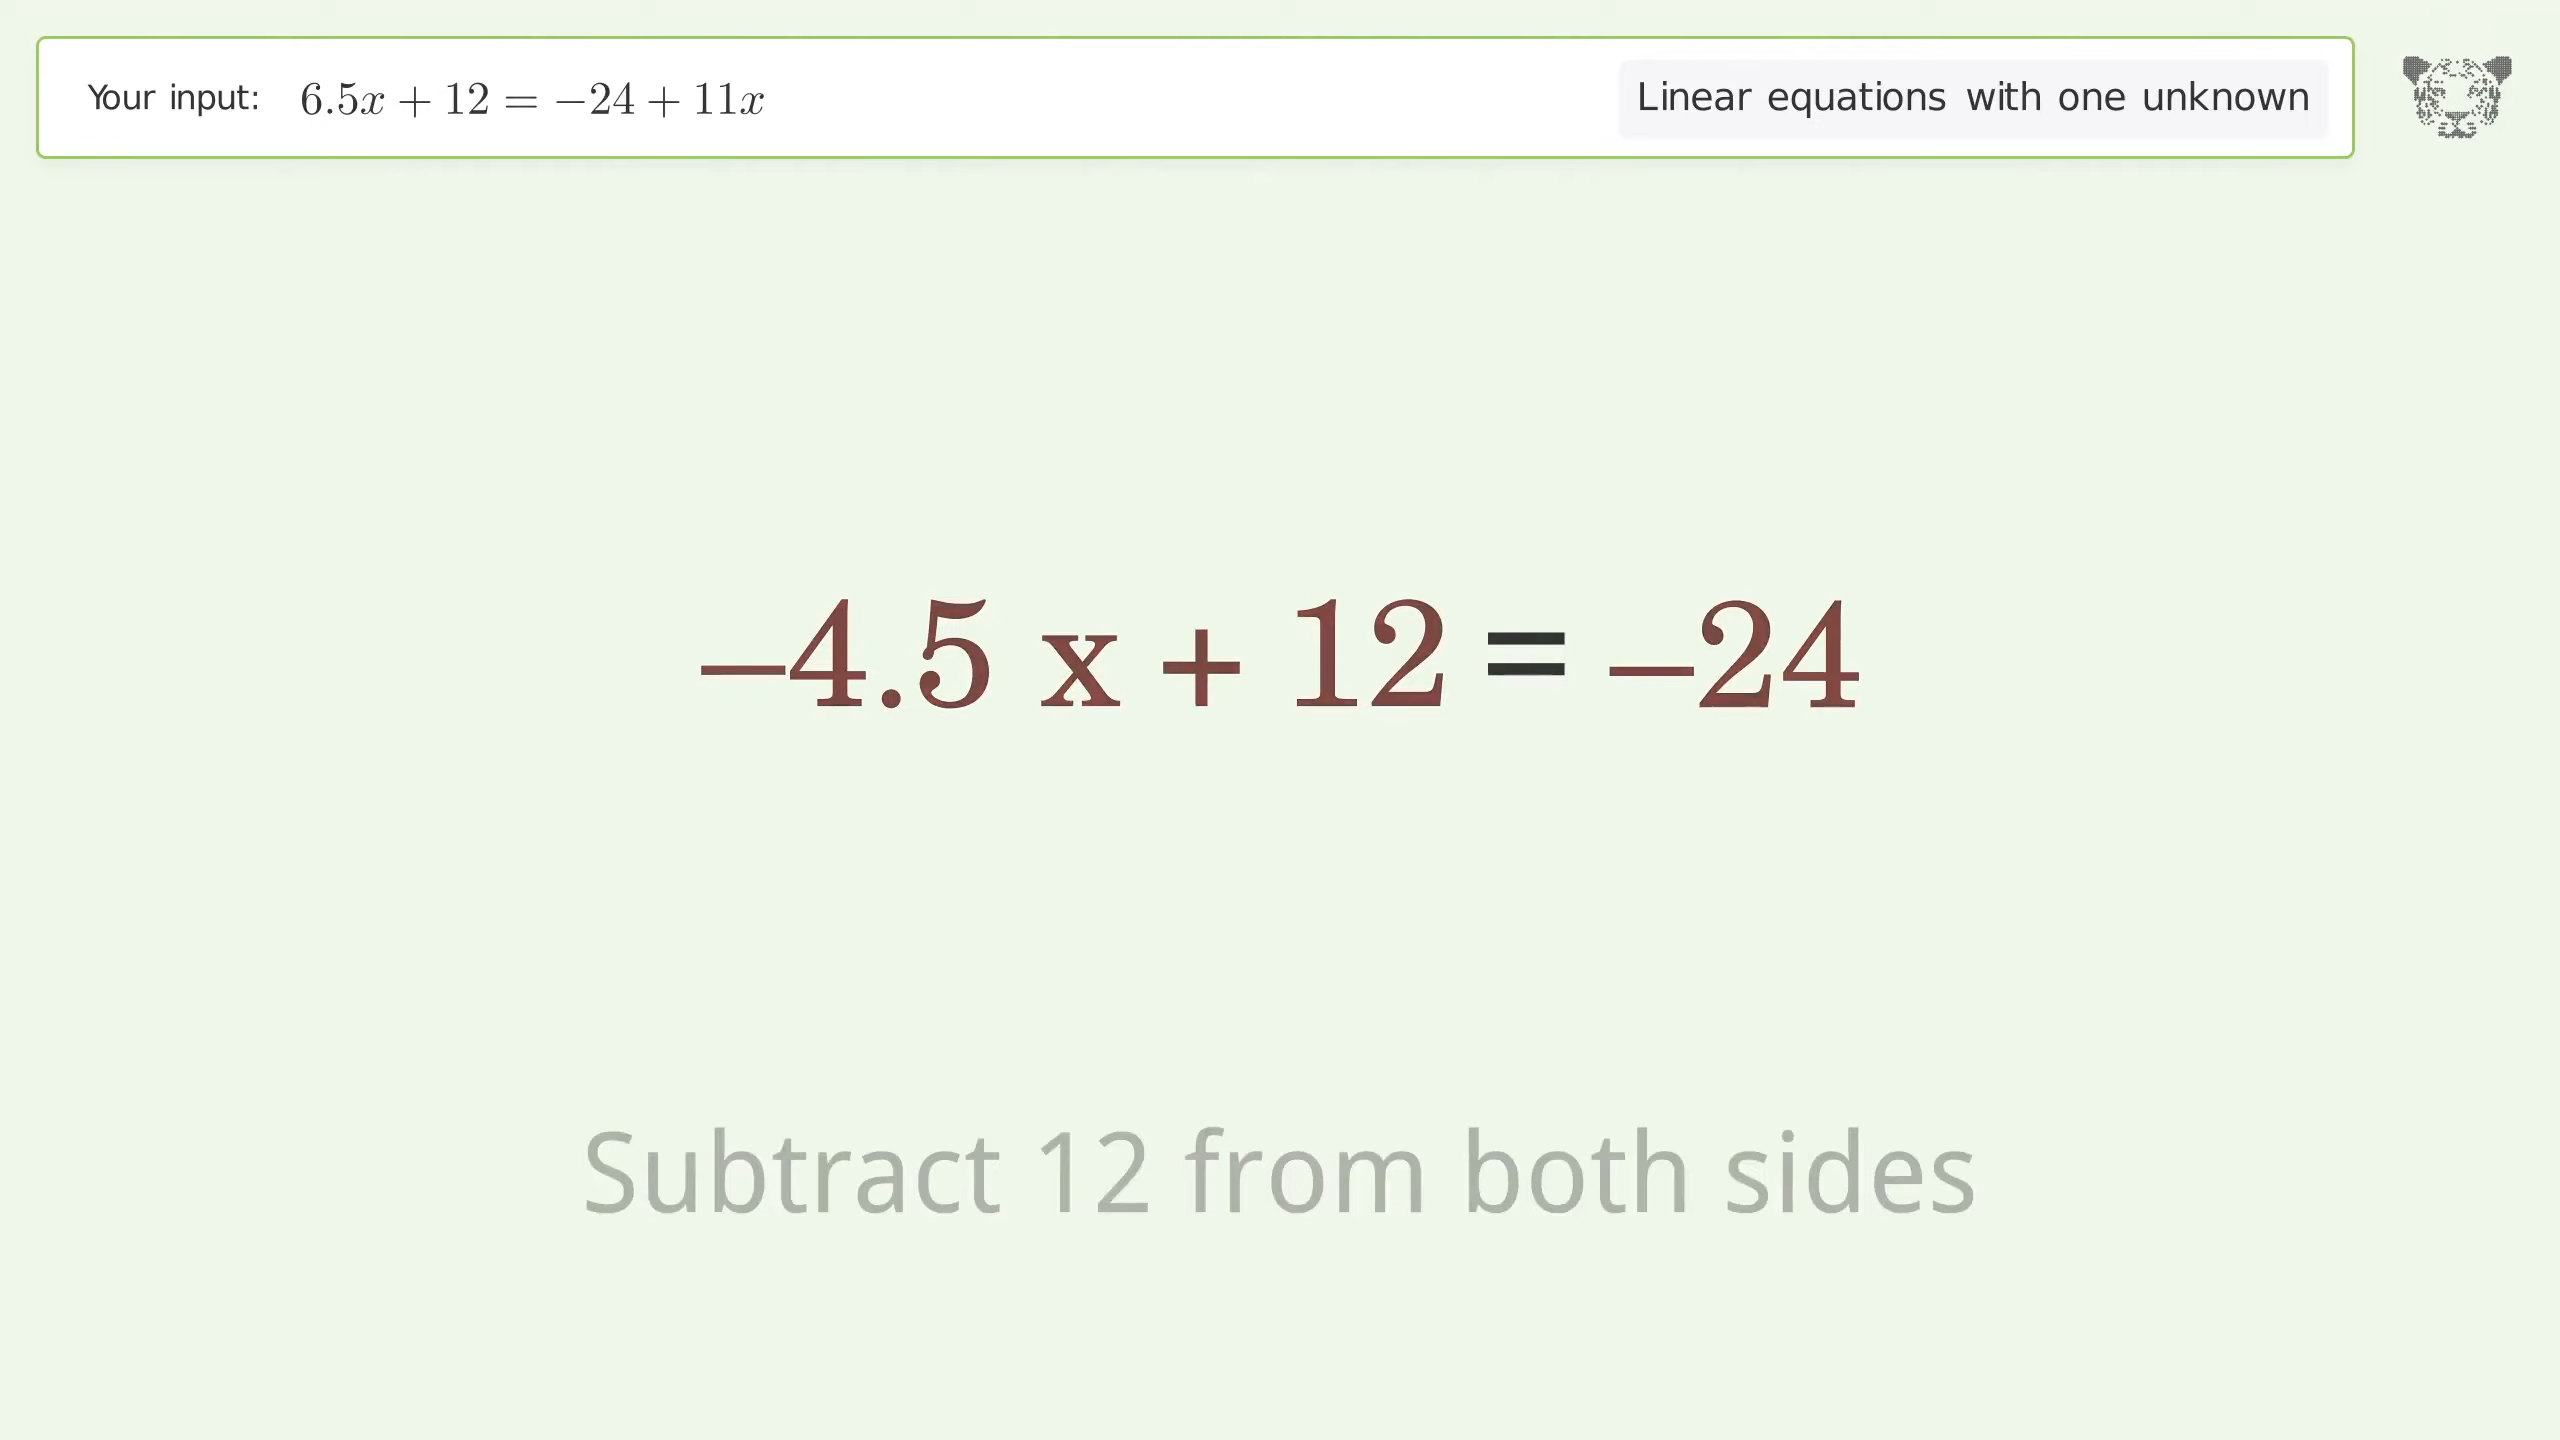 Your input: 6.5x + 12 = −24 + 11x
Linear equations with one unknown
−4.5 x + 12 = −24
Subtract 12 from both sides